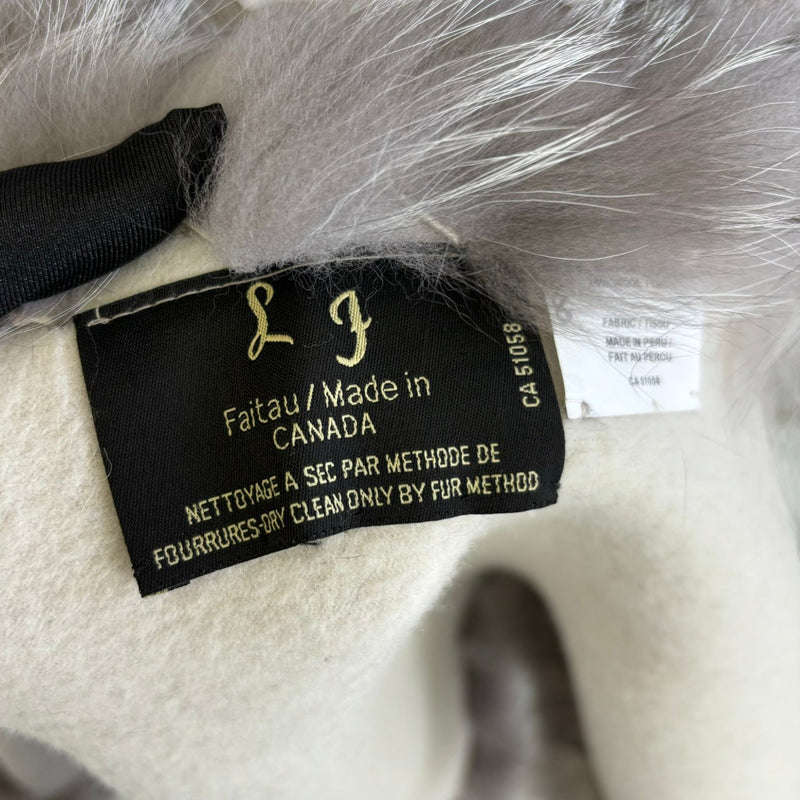 L F
Faitau / Made in
CANADA
NETTOYAGE A SEC PAR METHODE DE
FOURRURES-DRY CLEAN ONLY BY FUR METHOD
CA 51058
FABRIC / TISSU
MADE IN PERU /
FAIT AU PEROU
CA 51058